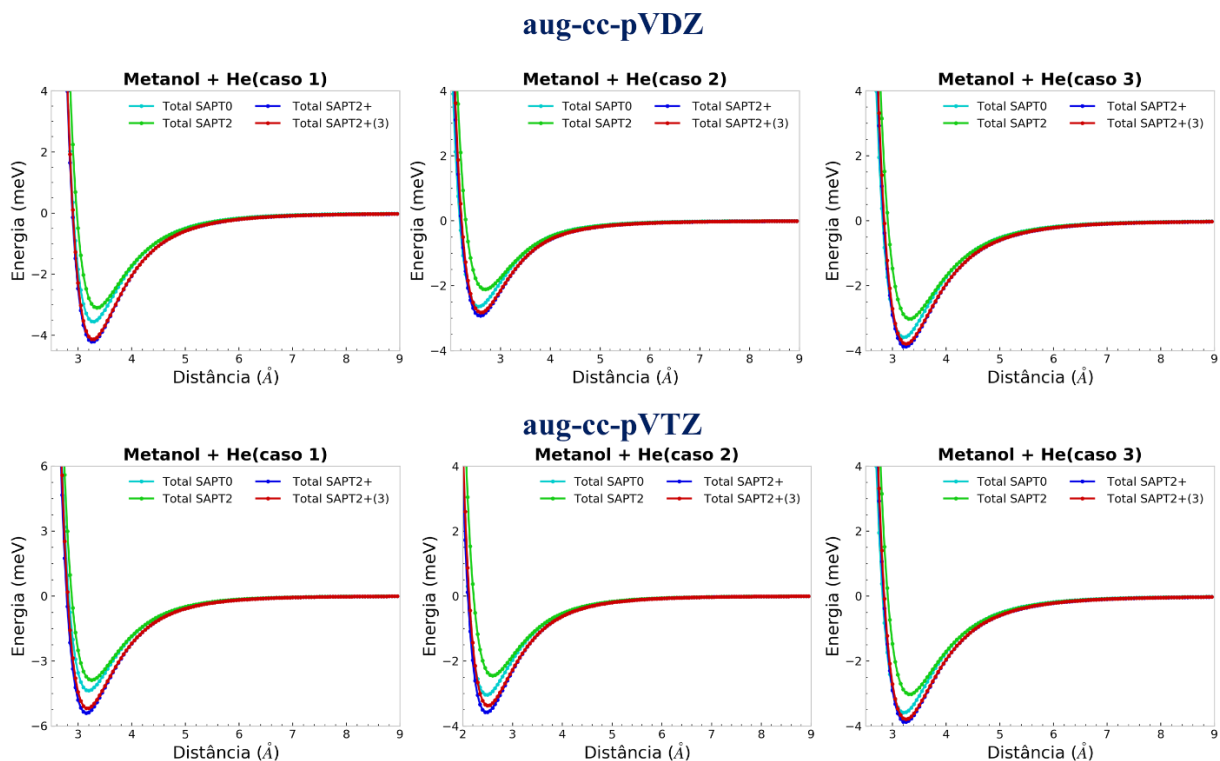 aug-cc-pVDZ
Metanol + He(caso 1)
Total SAPT0 Total SAPT2+
Total SAPT2 Total SAPT2+(3)
Energia (meV)
4
2
0
−2
−4
3 4 5 6 7 8 9
Distância (Å)
Metanol + He(caso 2)
Total SAPT0 Total SAPT2+
Total SAPT2 Total SAPT2+(3)
Energia (meV)
4
2
0
−2
−4
2 3 4 5 6 7 8 9
Distância (Å)
Metanol + He(caso 3)
Total SAPT0 Total SAPT2+
Total SAPT2 Total SAPT2+(3)
Energia (meV)
4
2
0
−2
−4
3 4 5 6 7 8 9
Distância (Å)
aug-cc-pVTZ
Metanol + He(caso 1)
Total SAPT0 Total SAPT2+
Total SAPT2 Total SAPT2+(3)
Energia (meV)
6
3
0
−3
−6
3 4 5 6 7 8 9
Distância (Å)
Metanol + He(caso 2)
Total SAPT0 Total SAPT2+
Total SAPT2 Total SAPT2+(3)
Energia (meV)
4
2
0
−2
−4
2 3 4 5 6 7 8 9
Distância (Å)
Metanol + He(caso 3)
Total SAPT0 Total SAPT2+
Total SAPT2 Total SAPT2+(3)
Energia (meV)
4
2
0
−2
−4
3 4 5 6 7 8 9
Distância (Å)